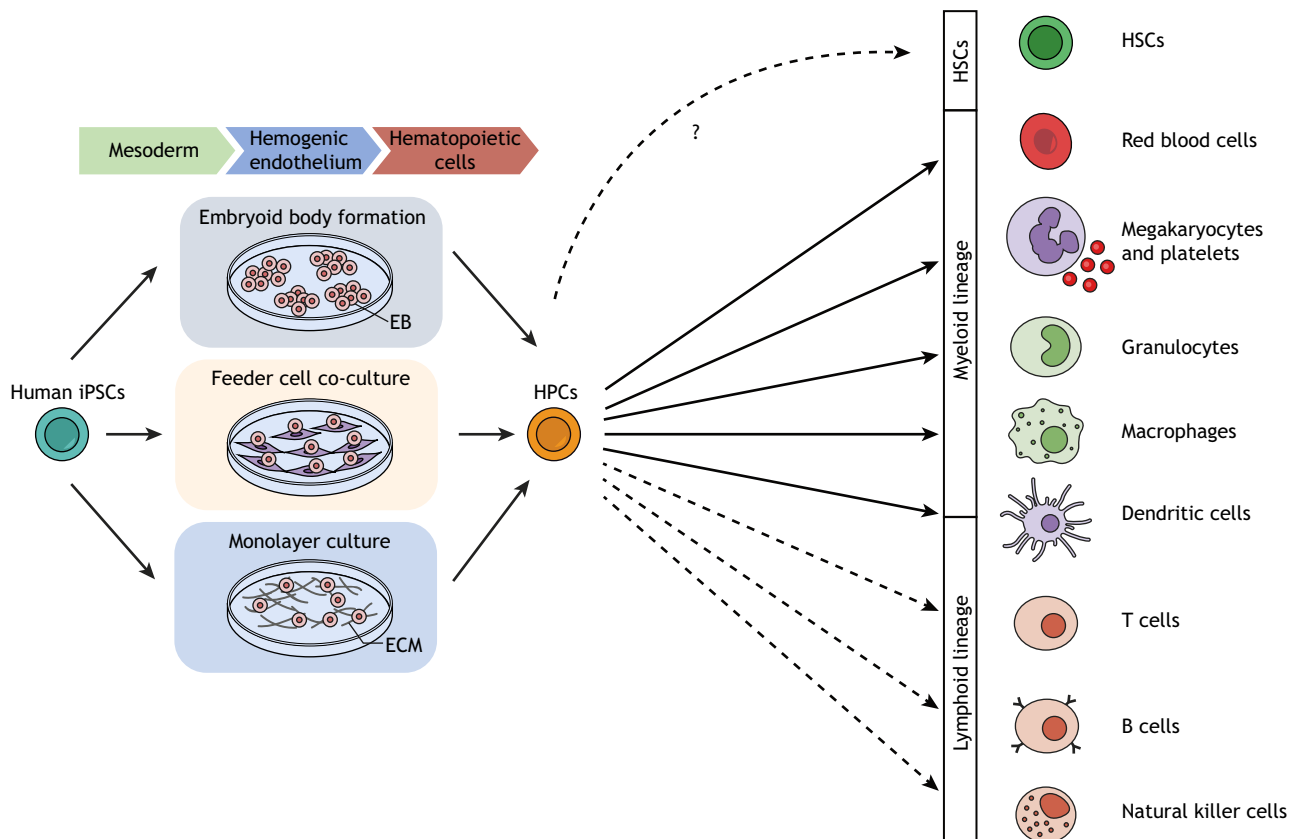 Mesoderm
Hemogenic
endothelium
Hematopoietic
cells
Human iPSCs
Embryoid body formation
EB
Feeder cell co-culture
Monolayer culture
ECM
HPCs
?
HSCs
Myeloid lineage
Lymphoid lineage
HSCs
Red blood cells
Megakaryocytes
and platelets
Granulocytes
Macrophages
Dendritic cells
T cells
B cells
Natural killer cells